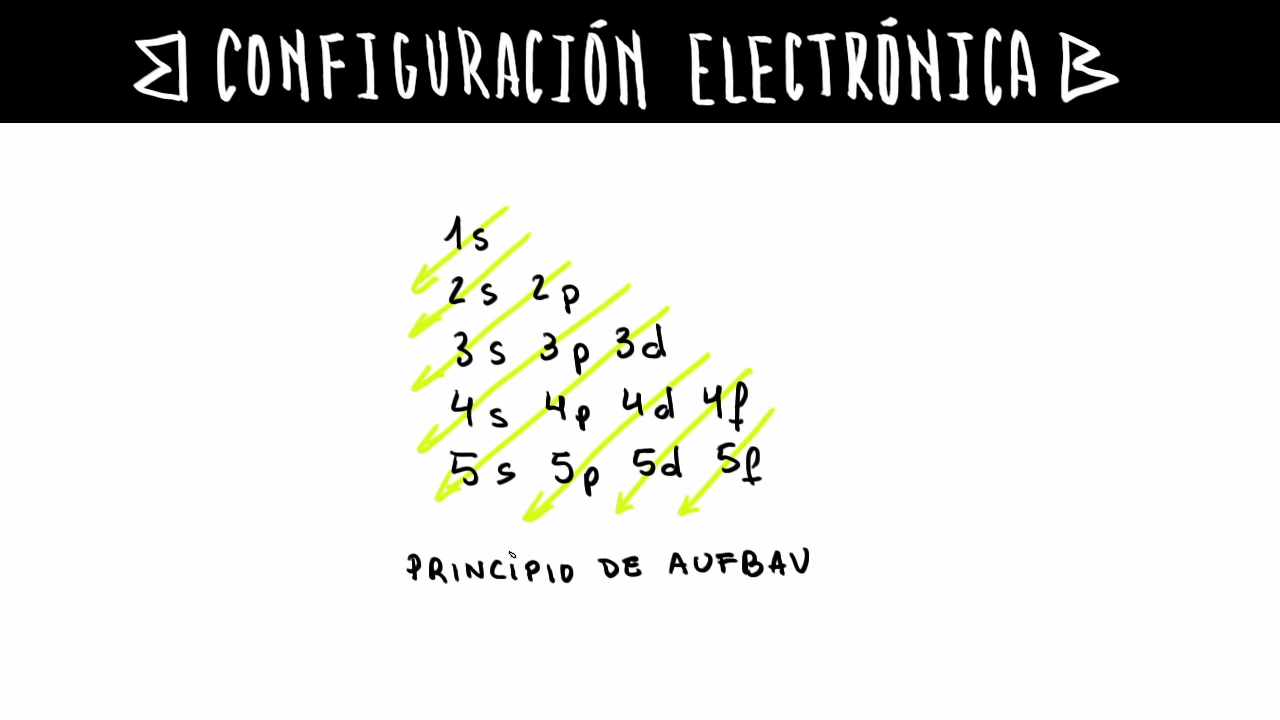 CONFIGURACIÓN ELECTRÓNICA
1s
2s 2p
3s 3p 3d
4s 4p 4d 4f
5s 5p 5d 5f
PRINCIPIO DE AUFBAU